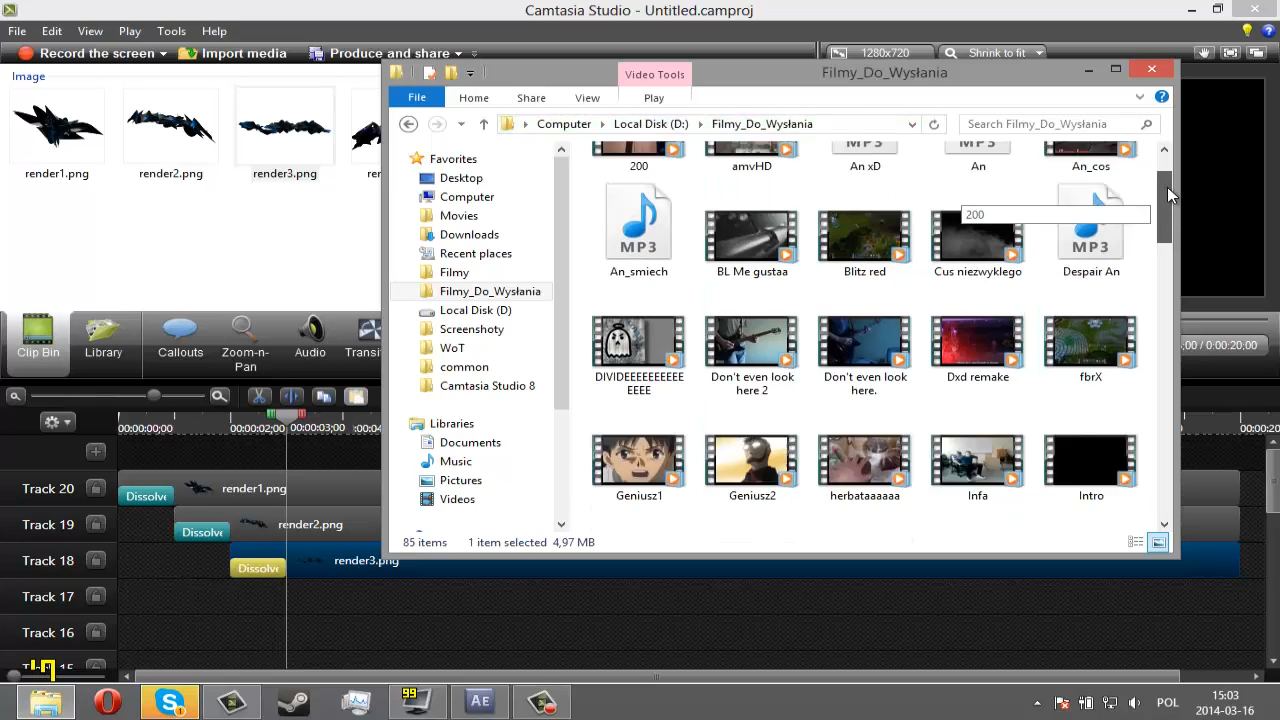 Camtasia Studio - Untitled.camproj
File Edit View Play Tools Help
Record the screen Import media Produce and share 1280x720 Shrink to fit
Image
render1.png render2.png render3.png
Clip Bin Library Callouts Zoom-n-Pan Audio
0:00:20;00
Video Tools Filmy_Do_Wysłania
File Home Share View Play
Computer Local Disk (D:) Filmy_Do_Wysłania Search Filmy_Do_Wysłania
Favorites
Desktop
Computer
Movies
Downloads
Recent places
Filmy
Filmy_Do_Wysłania
Local Disk (D)
Screenshoty
WoT
common
Camtasia Studio 8
Libraries
Documents
Music
Pictures
Videos
200 amvHD An xD An An_cos
200
MP3 MP3
An_smiech BL Me gustaa Blitz red Cus niezwyklego Despair An
DIVIDEEEEEEEEEE
EEEE
Don't even look
here 2
Don't even look
here.
Dxd remake fbrX
Geniusz1 Geniusz2 herbataaaaaa Infa Intro
85 items 1 item selected 4,97 MB
00:00:00;00 00:00:02;00 00:00:03;00
Track 20 Dissolve render1.png
Track 19 Dissolve render2.png
Track 18 Dissolve render3.png
Track 17
Track 16
Track 15
47
99
Ae
POL 15:03
2014-03-16